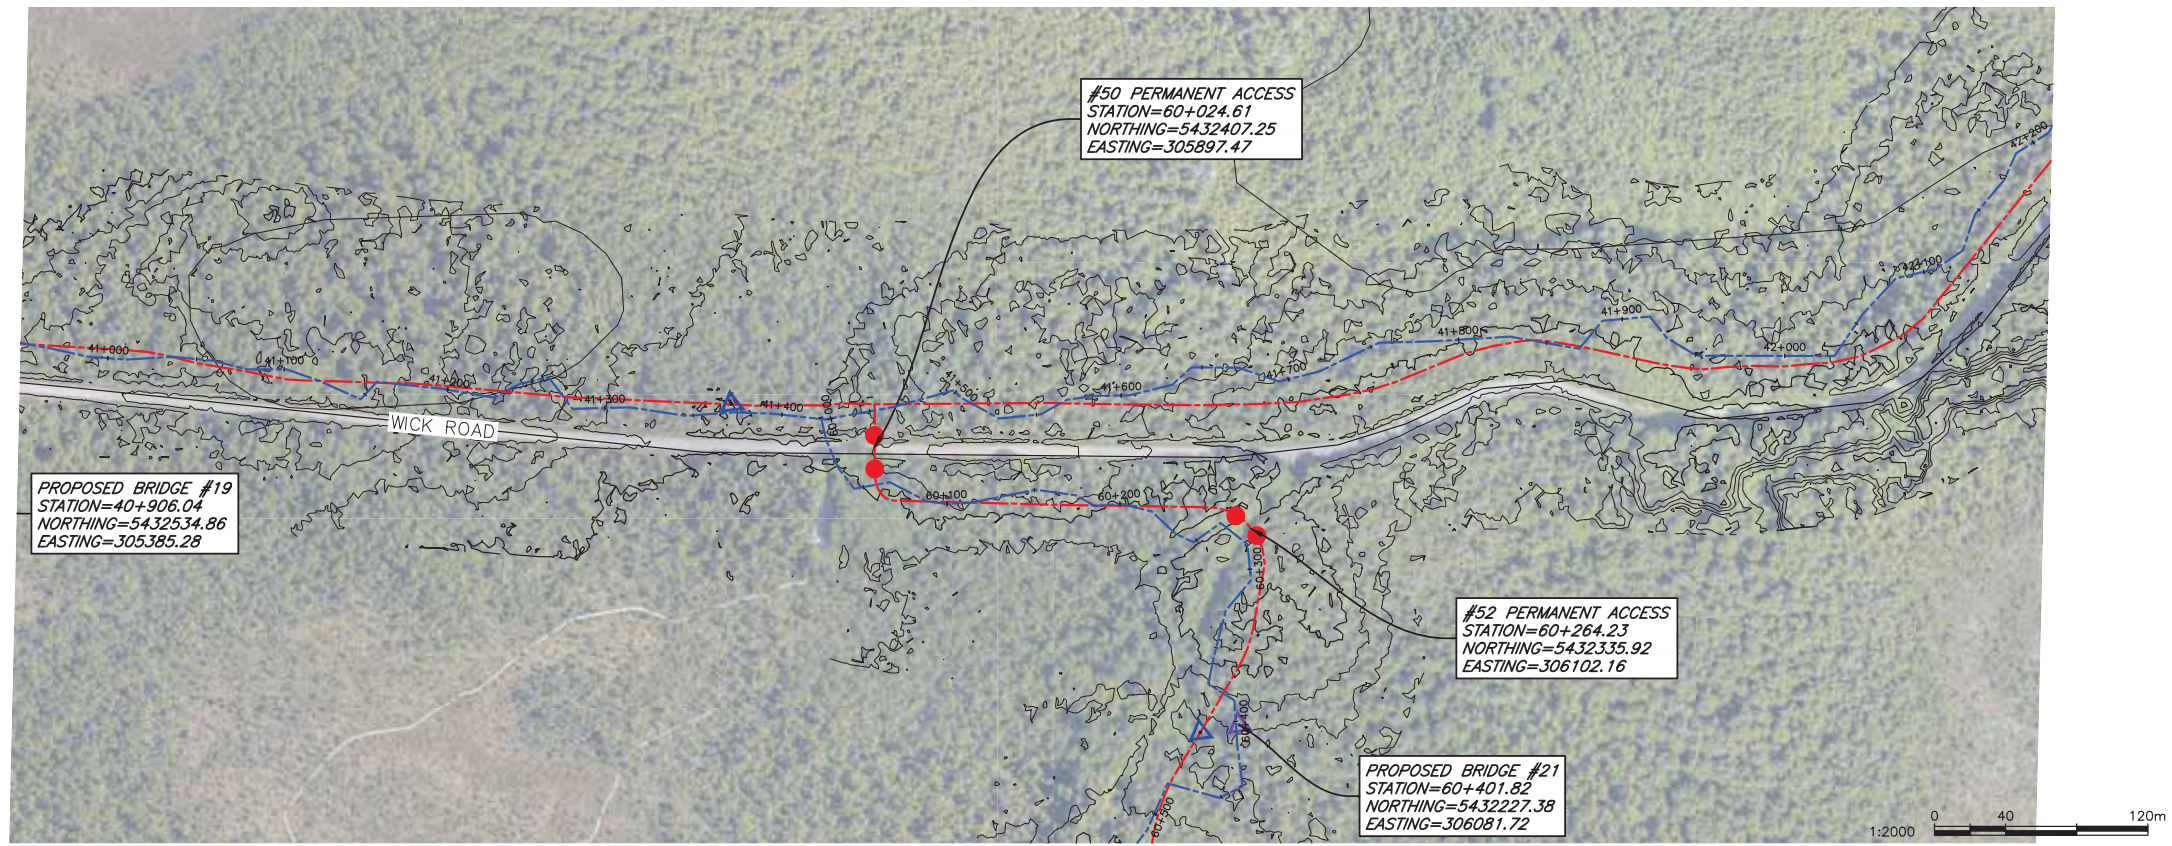 #50 PERMANENT ACCESS
STATION=60+024.61
NORTHING=5432407.25
EASTING=305897.47
42+200
42+100
41+900
41+800
42+000
41+000
41+100
41+200
41+300
41+400
41+500
41+600
41+700
60+000
WICK ROAD
PROPOSED BRIDGE #19
STATION=40+906.04
NORTHING=5432534.86
EASTING=305385.28
60+100
60+200
60+300
#52 PERMANENT ACCESS
STATION=60+264.23
NORTHING=5432335.92
EASTING=306102.16
60+400
PROPOSED BRIDGE #21
STATION=60+401.82
NORTHING=5432227.38
EASTING=306081.72
60+500
1:2000
0 40 120m